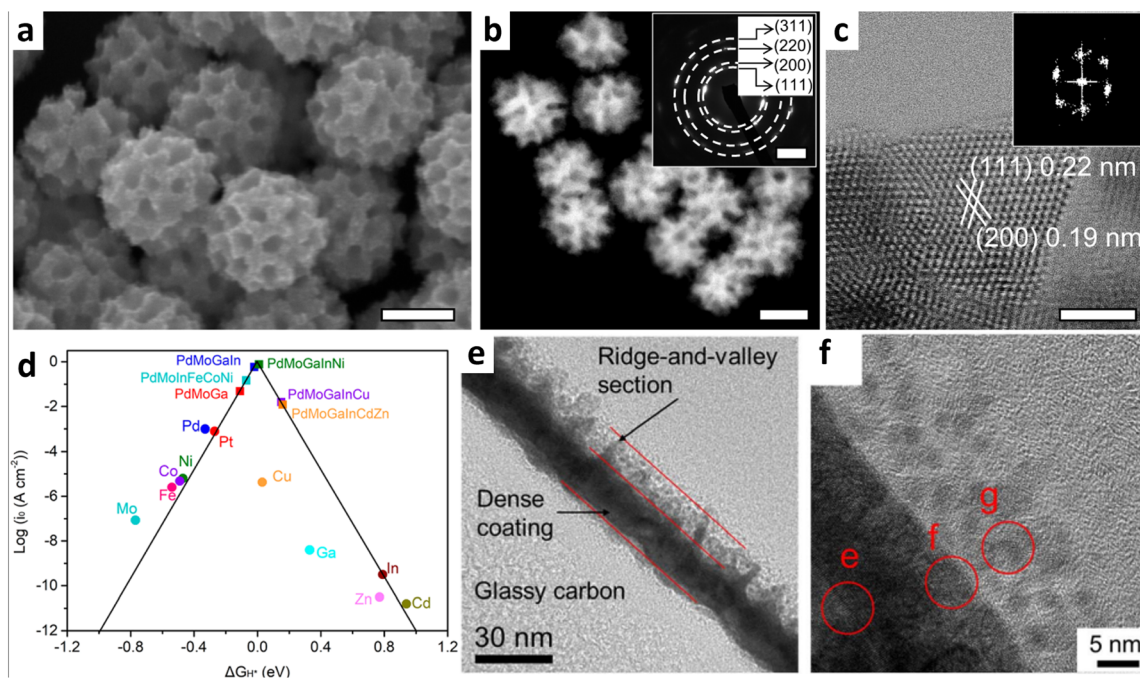 a
b
(311)
(220)
(200)
(111)
c
(111) 0.22 nm
(200) 0.19 nm
d
Log (i₀ (A cm⁻²))
0
-2
-4
-6
-8
-10
-12
PdMoGaIn
PdMoGaInNi
PdMoInFeCoNi
PdMoGa
PdMoGaInCu
PdMoGaInCdZn
Pd
Pt
Ni
Co
Fe
Cu
Mo
Ga
In
Zn
Cd
-1.2 -0.8 -0.4 0.0 0.4 0.8 1.2
ΔG_H* (eV)
e
Ridge-and-valley
section
Dense
coating
Glassy carbon
30 nm
f
g
f
e
5 nm